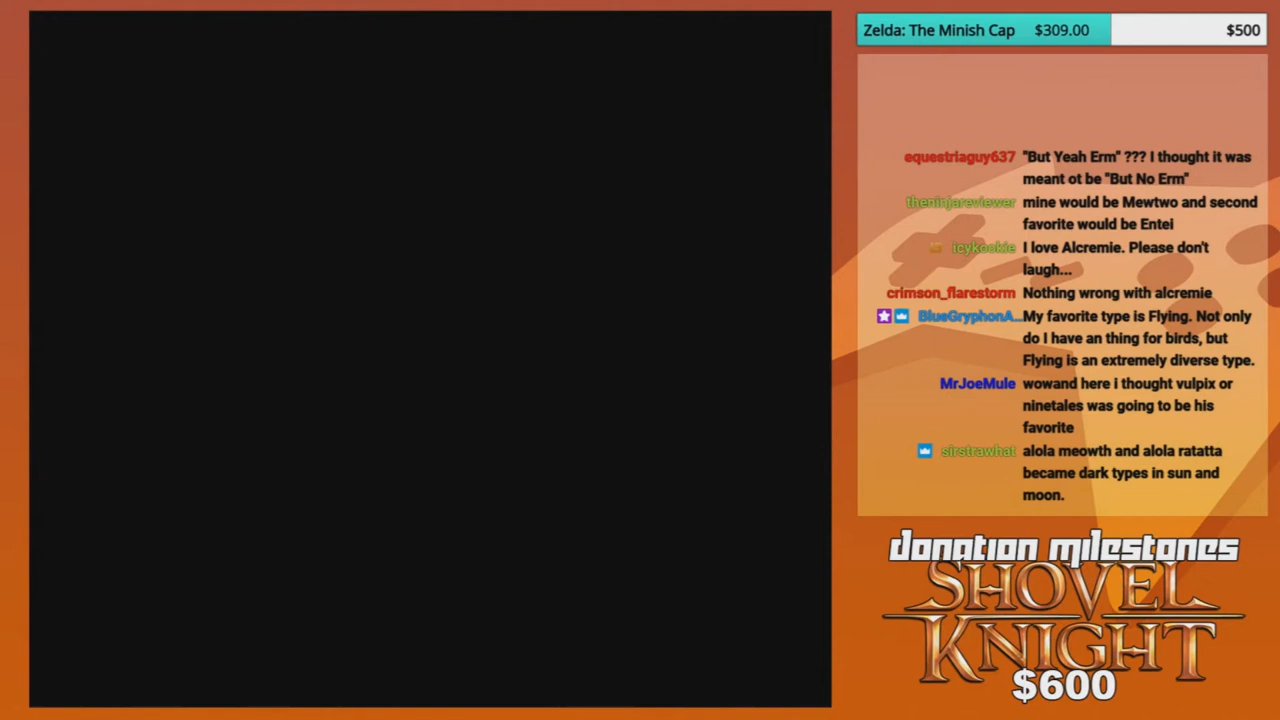 Zelda: The Minish Cap $309.00 $500
equestriaguy637 "But Yeah Erm" ??? I thought it was
meant ot be "But No Erm"
theninjareviewer mine would be Mewtwo and second
favorite would be Entei
icykookie I love Alcremie. Please don't
laugh...
crimson_flarestorm Nothing wrong with alcremie
BlueGryphonA... My favorite type is Flying. Not only
do I have an thing for birds, but
Flying is an extremely diverse type.
MrJoeMule wowand here i thought vulpix or
ninetales was going to be his
favorite
sirstrawhat alola meowth and alola ratatta
became dark types in sun and
moon.
Donation Milestones
SHOVEL
KNIGHT
$600